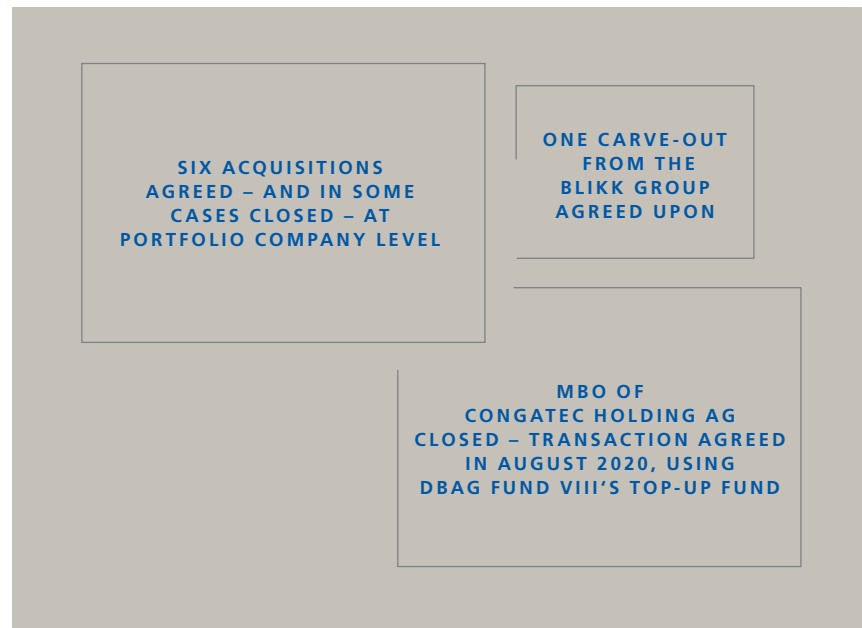 SIX ACQUISITIONS
AGREED – AND IN SOME
CASES CLOSED – AT
PORTFOLIO COMPANY LEVEL
ONE CARVE-OUT
FROM THE
BLIKK GROUP
AGREED UPON
MBO OF
CONGATEC HOLDING AG
CLOSED – TRANSACTION AGREED
IN AUGUST 2020, USING
DBAG FUND VIII'S TOP-UP FUND